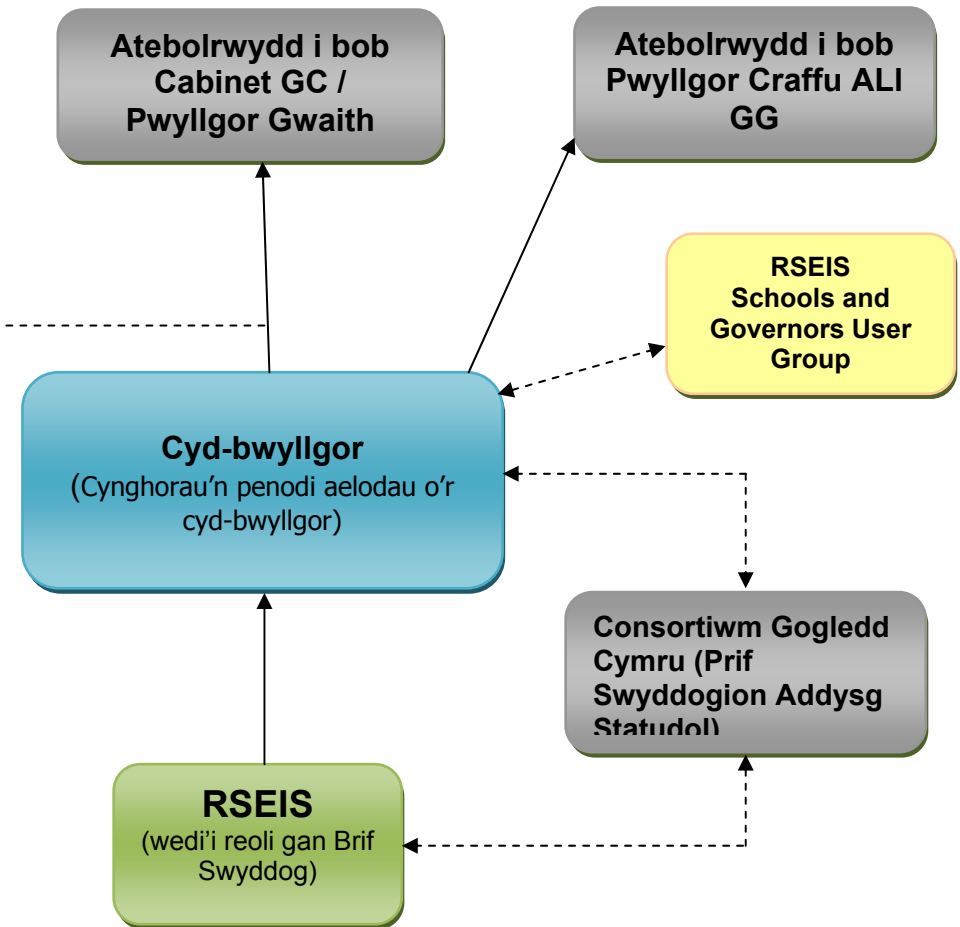 Atebolrwydd i bob
Cabinet GC /
Pwyllgor Gwaith
Atebolrwydd i bob
Pwyllgor Craffu ALI
GG
RSEIS
Schools and
Governors User
Group
Cyd-bwyllgor
(Cynghorau'n penodi aelodau o'r
cyd-bwyllgor)
Consortiwm Gogledd
Cymru (Prif
Swyddogion Addysg
Statudol)
RSEIS
(wedi'i reoli gan Brif
Swyddog)